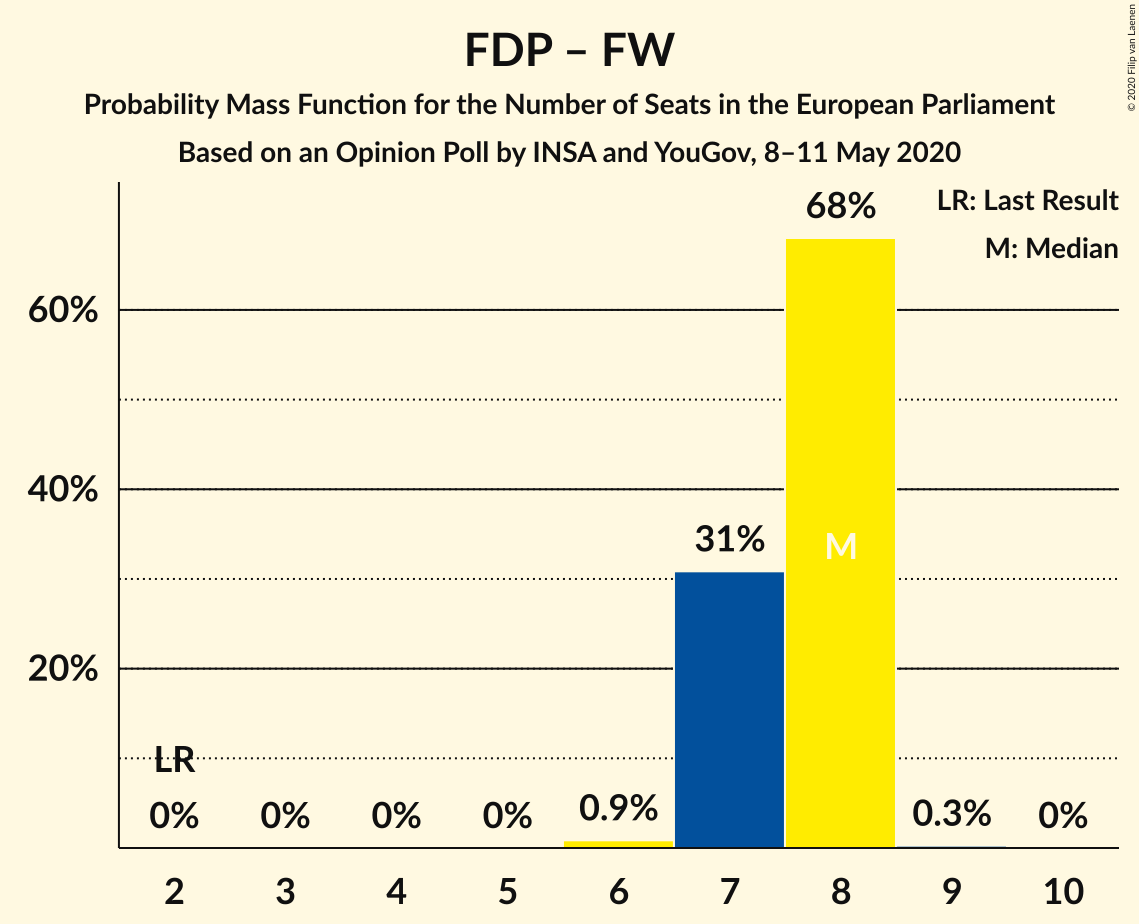 FDP – FW
Probability Mass Function for the Number of Seats in the European Parliament
Based on an Opinion Poll by INSA and YouGov, 8–11 May 2020
© 2020 Filip van Laenen
LR: Last Result
M: Median
68%
60%
40%
31%
M
20%
LR
0%
0%
0%
0%
0.9%
0.3%
0%
2
3
4
5
6
7
8
9
10